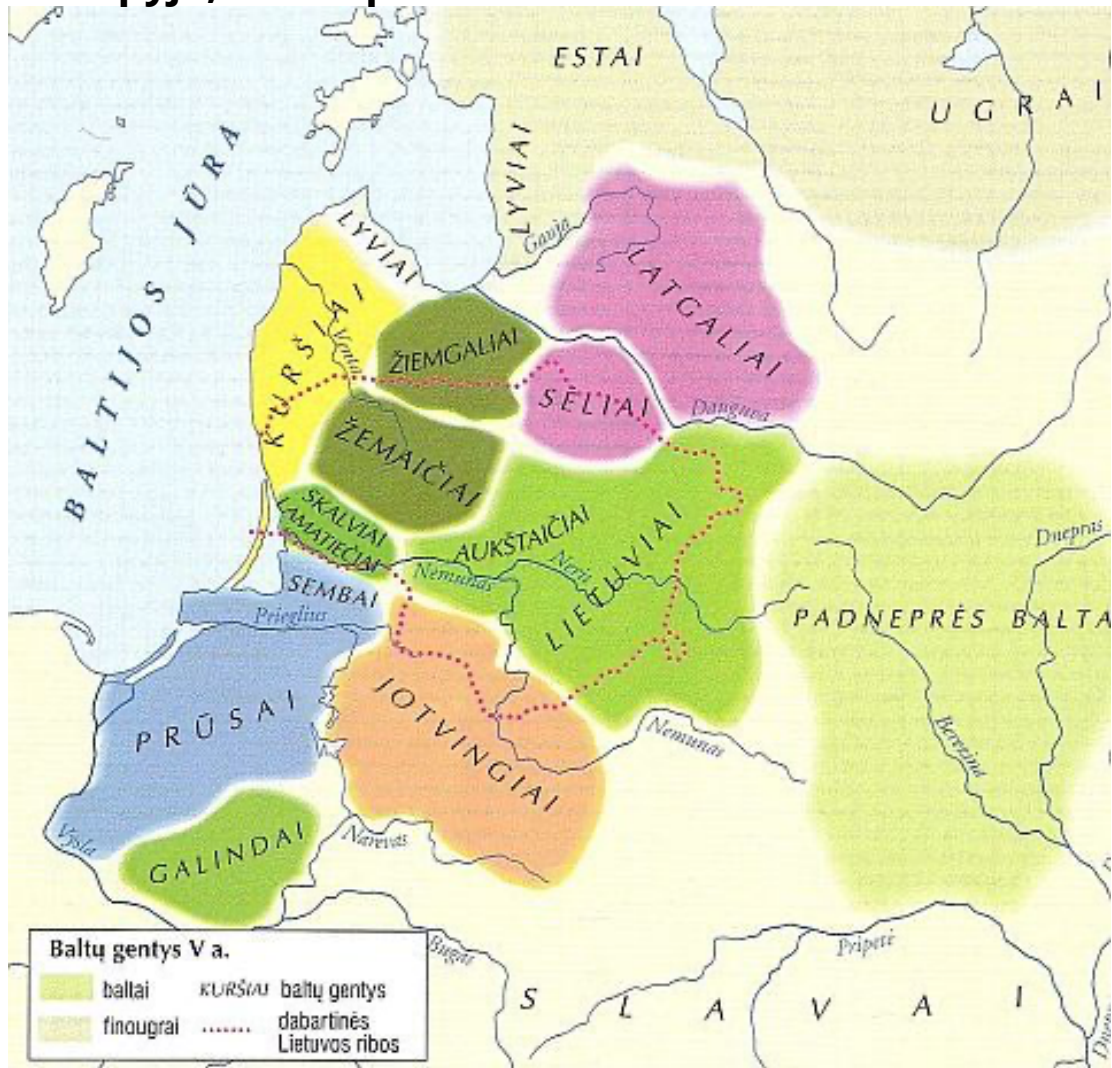 ESTAI
UGRAI
BALTIJOS JŪRA
LYVIAI
LYVIAI
Gauja
LATGALIAI
KURŠIAI
Venta
ŽIEMGALIAI
SĖLIAI
Dauguva
ŽEMAIČIAI
SKALVIAI
LAMATIEČIAI
AUKŠTAIČIAI
LIETUVIAI
Neris
Nemunas
Dnepras
SEMBAI
Prieglius
PADNEPRĖS BALTA
PRŪSAI
JOTVINGIAI
Nemunas
Berezina
Vysla
GALINDAI
Narevas
Bugas
Pripetė
SLAVAI
Baltų gentys V a.
baltai
KURŠIAI baltų gentys
finougrai
dabartinės
Lietuvos ribos